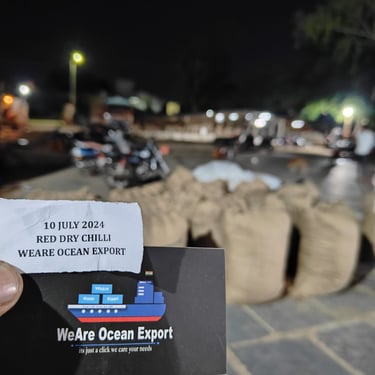 10 JULY 2024
RED DRY CHILLI
WEARE OCEAN EXPORT
WeAre Ocean Export
its just a click we care your needs